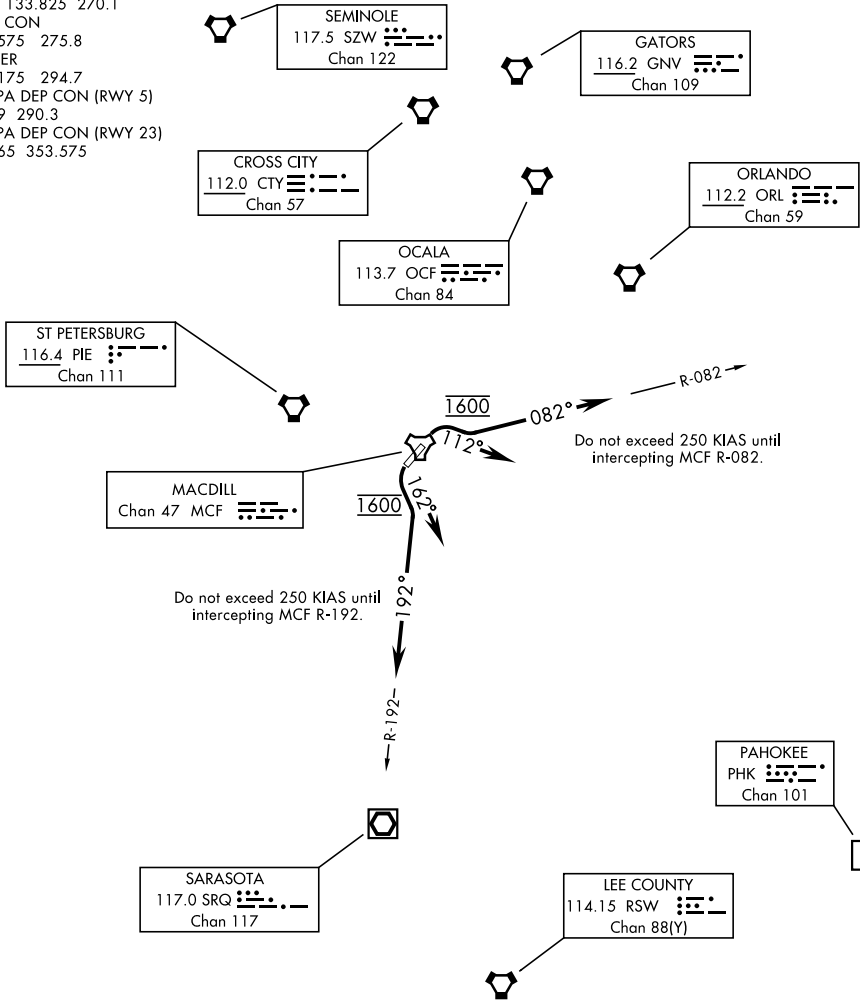 133.825 270.1
CON
575 275.8
ER
175 294.7
PA DEP CON (RWY 5)
9 290.3
PA DEP CON (RWY 23)
65 353.575
SEMINOLE
117.5 SZW
Chan 122
GATORS
116.2 GNV
Chan 109
CROSS CITY
112.0 CTY
Chan 57
ORLANDO
112.2 ORL
Chan 59
OCALA
113.7 OCF
Chan 84
ST PETERSBURG
116.4 PIE
Chan 111
R-082
1600
082°
112°
Do not exceed 250 KIAS until
intercepting MCF R-082.
MACDILL
Chan 47 MCF
1600
162°
Do not exceed 250 KIAS until
intercepting MCF R-192.
192°
R-192
PAHOKEE
PHK
Chan 101
SARASOTA
117.0 SRQ
Chan 117
LEE COUNTY
114.15 RSW
Chan 88(Y)